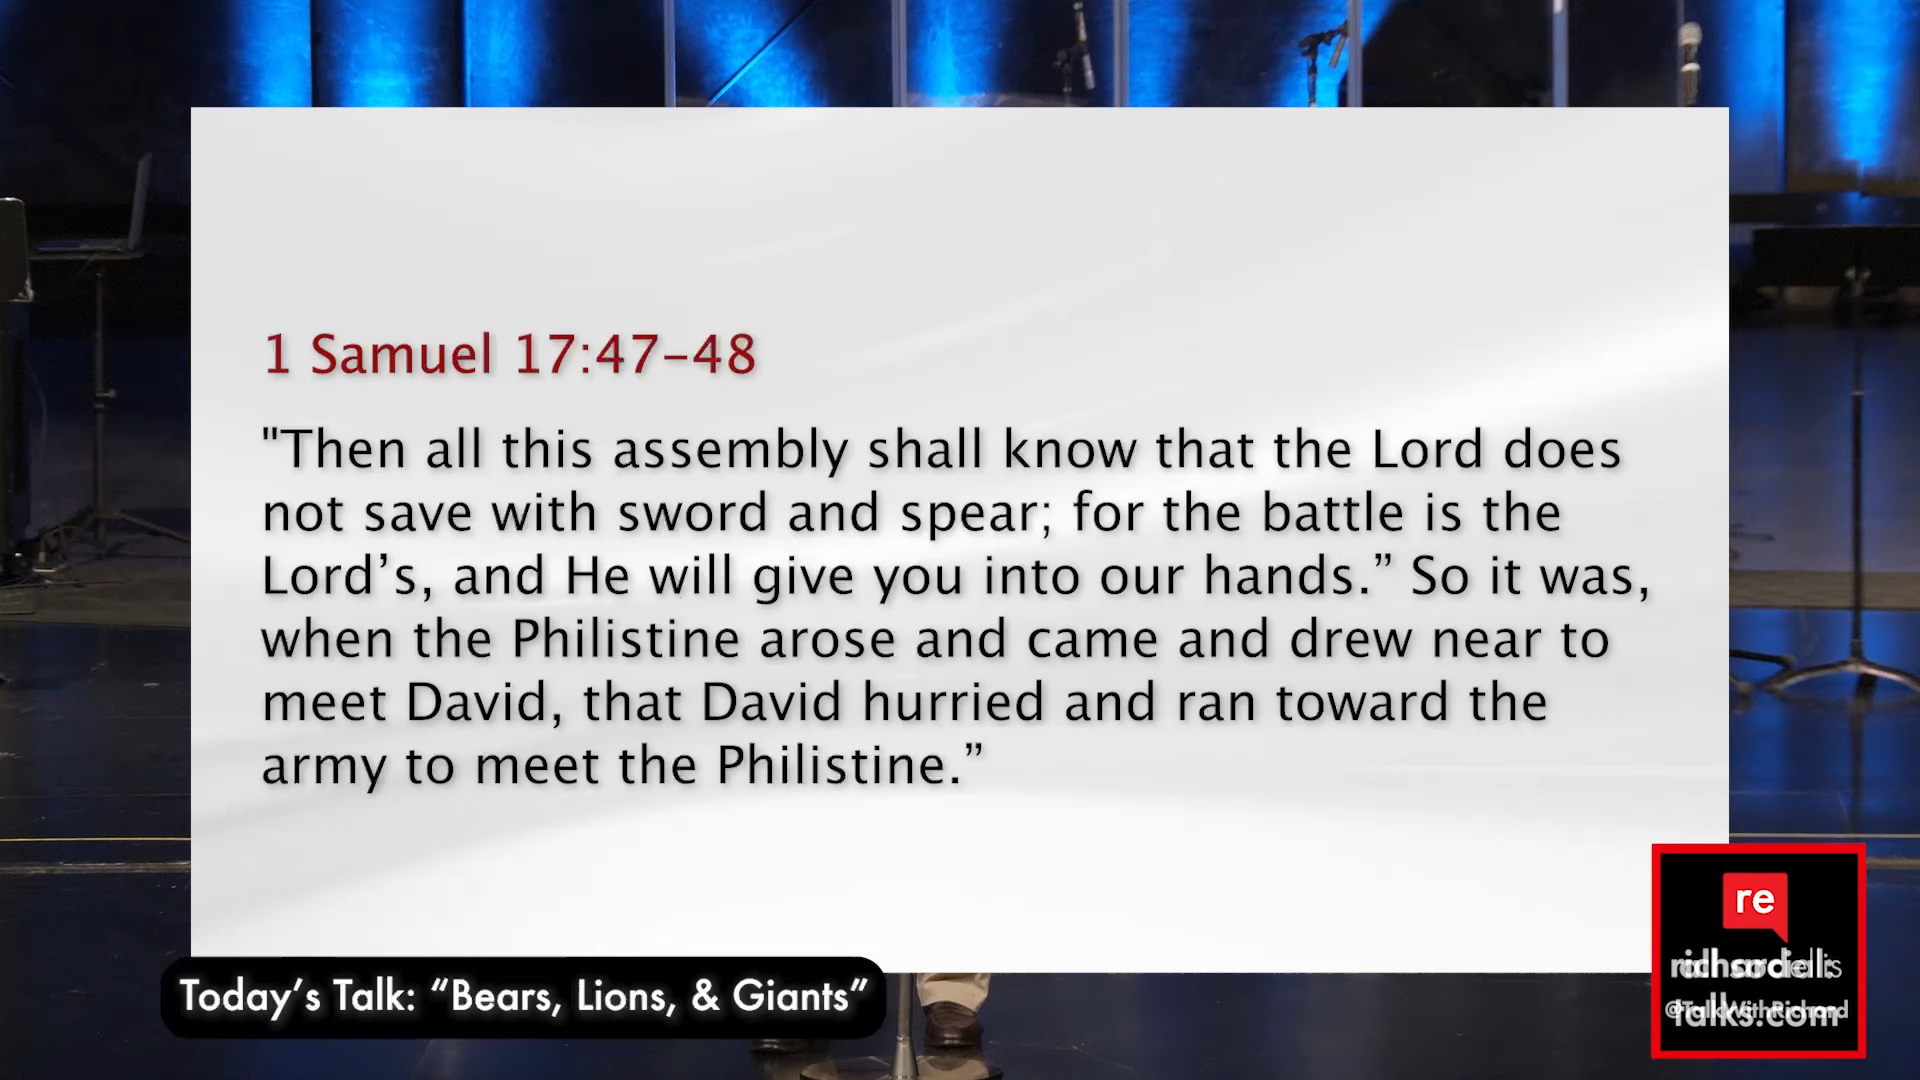 1 Samuel 17:47–48
"Then all this assembly shall know that the Lord does
not save with sword and spear; for the battle is the
Lord’s, and He will give you into our hands.” So it was,
when the Philistine arose and came and drew near to
meet David, that David hurried and ran toward the
army to meet the Philistine.”
Today’s Talk: “Bears, Lions, & Giants”
re
@TalkWithRichard
talks.com